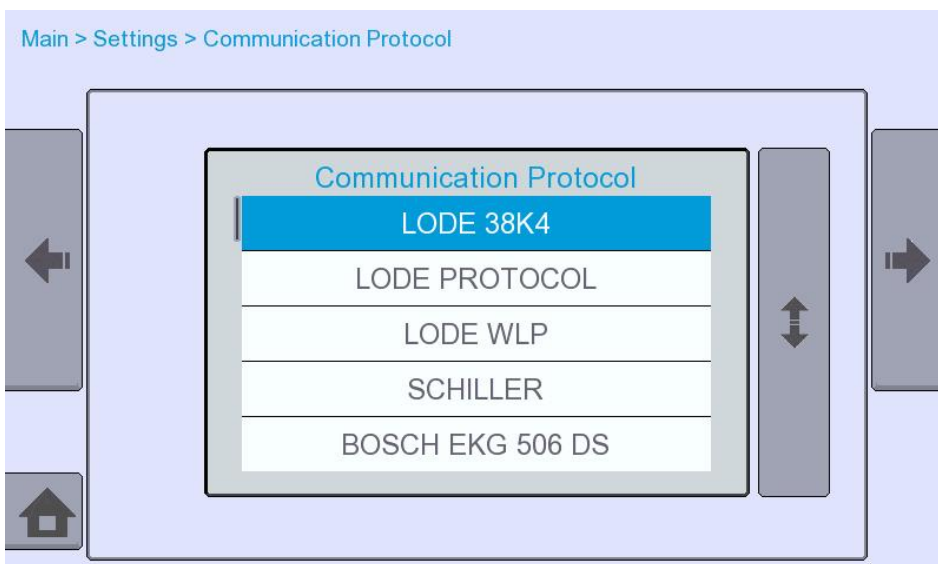 Main > Settings > Communication Protocol
Communication Protocol
LODE 38K4
LODE PROTOCOL
LODE WLP
SCHILLER
BOSCH EKG 506 DS